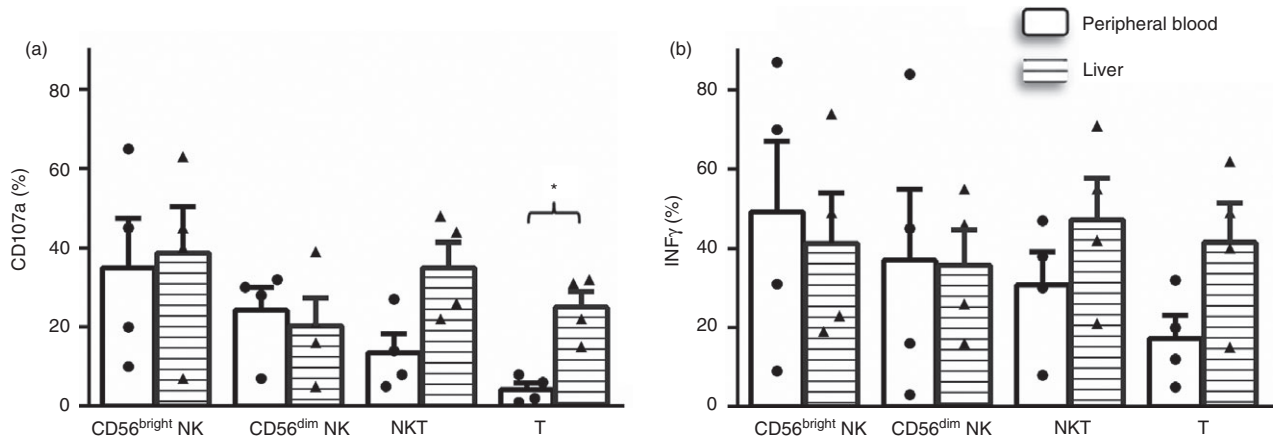 (a)
CD107a (%)
80
60
40
20
0
CD56bright NK
CD56dim NK
NKT
T
*
(b)
INFγ (%)
80
60
40
20
0
CD56bright NK
CD56dim NK
NKT
T
Peripheral blood
Liver